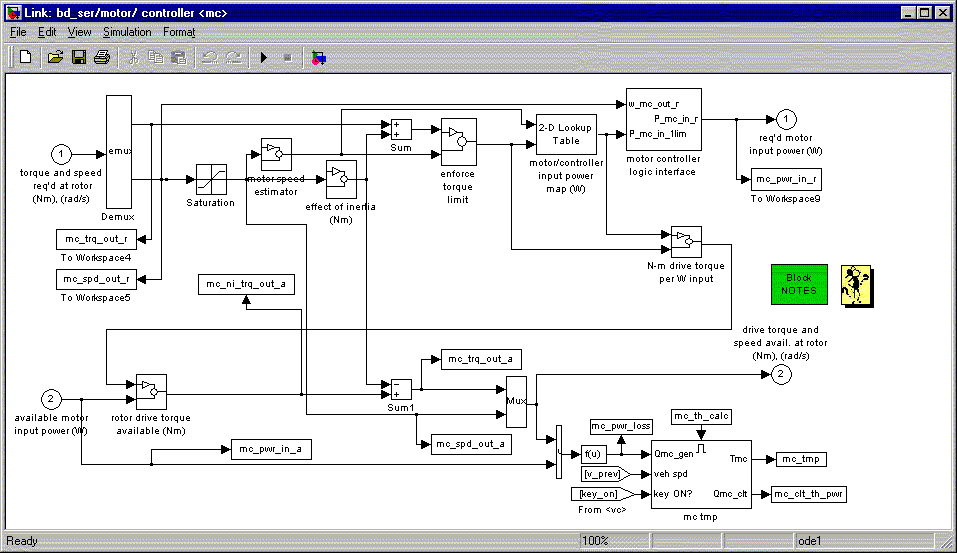 Link: bd_ser/motor/ controller <mc>
File Edit View Simulation Format
w_mc_out_r
P_mc_in_r
P_mc_in_1lim
motor controller
logic interface
1
req'd motor
input power (W)
mc_pwr_in_r
To Workspace9
1
torque and speed
req'd at rotor
(Nm), (rad/s)
emux
Demux
Saturation
motor speed
estimator
effect of inertia
(Nm)
+
+
Sum
enforce
torque
limit
2-D Lookup
Table
motor/controller
input power
map (W)
mc_trq_out_r
To Workspace4
mc_spd_out_r
To Workspace5
mc_ni_trq_out_a
N-m drive torque
per W input
Block
NOTES
drive torque and
speed avail. at rotor
(Nm), (rad/s)
2
2
available motor
input power (W)
rotor drive torque
available (Nm)
mc_pwr_in_a
−
+
Sum1
mc_trq_out_a
Mux
mc_spd_out_a
mc_pwr_loss
mc_th_calc
f(u)
[v_prev]
[key_on]
From <vc>
Qmc_gen
veh spd
key ON?
Tmc
Qmc_clt
mc tmp
mc_tmp
mc_clt_th_pwr
Ready 100% ode1